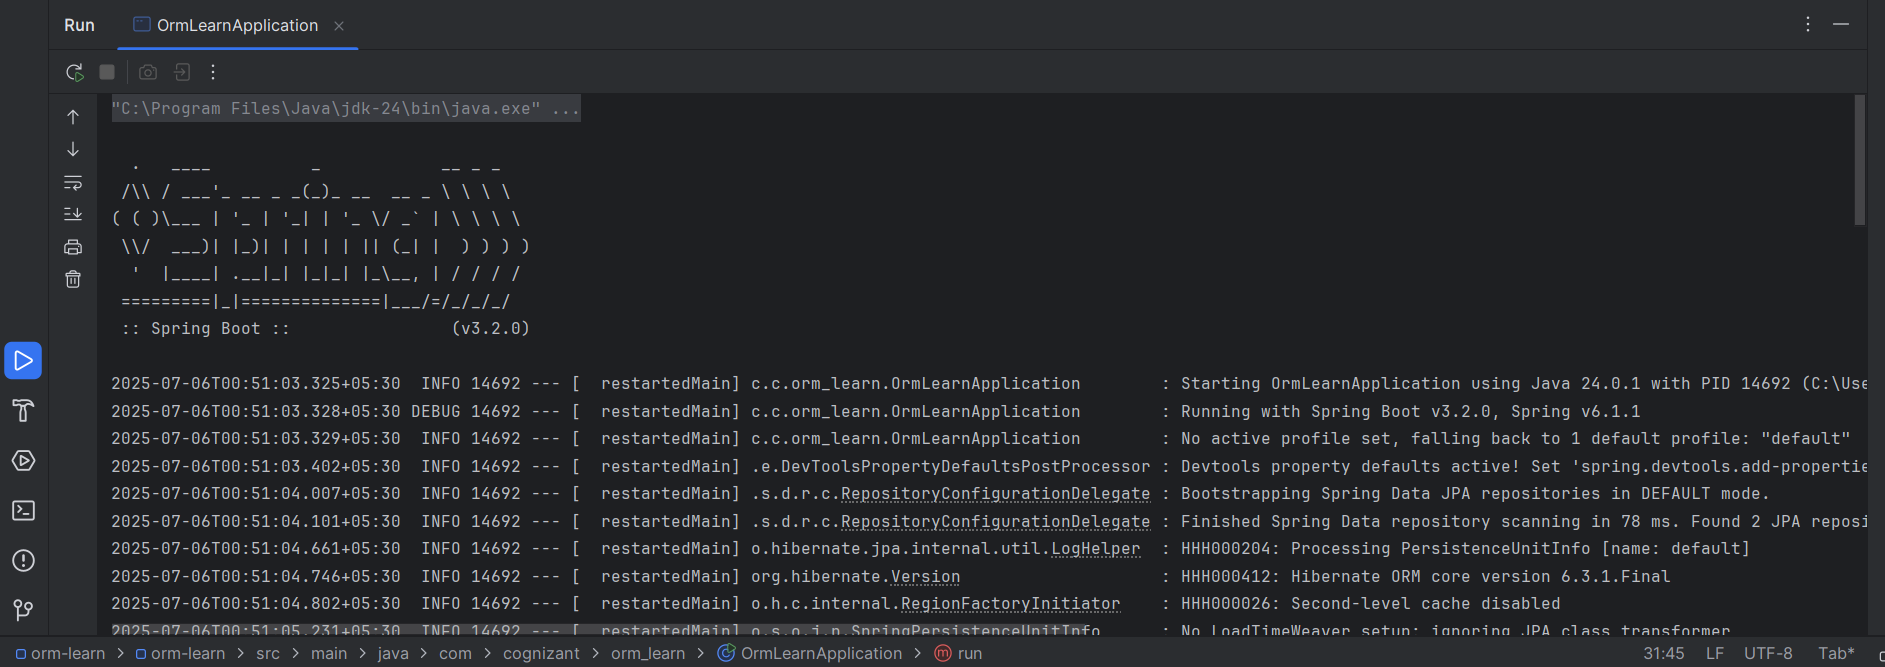 Run OrmLearnApplication
"C:\Program Files\Java\jdk-24\bin\java.exe" ...
  .   ____          _            __ _ _
 /\\ / ___'_ __ _ _(_)_ __  __ _ \ \ \ \
( ( )\___ | '_ | '_| | '_ \/ _` | \ \ \ \
 \\/  ___)| |_)| | | | | || (_| |  ) ) ) )
  '  |____| .__|_| |_|_| |_\__, | / / / /
 =========|_|==============|___/=/_/_/_/
 :: Spring Boot ::                (v3.2.0)
2025-07-06T00:51:03.325+05:30  INFO 14692 --- [  restartedMain] c.c.orm_learn.OrmLearnApplication        : Starting OrmLearnApplication using Java 24.0.1 with PID 14692 (C:\Use
2025-07-06T00:51:03.328+05:30 DEBUG 14692 --- [  restartedMain] c.c.orm_learn.OrmLearnApplication        : Running with Spring Boot v3.2.0, Spring v6.1.1
2025-07-06T00:51:03.329+05:30  INFO 14692 --- [  restartedMain] c.c.orm_learn.OrmLearnApplication        : No active profile set, falling back to 1 default profile: "default"
2025-07-06T00:51:03.402+05:30  INFO 14692 --- [  restartedMain] .e.DevToolsPropertyDefaultsPostProcessor : Devtools property defaults active! Set 'spring.devtools.add-propertie
2025-07-06T00:51:04.007+05:30  INFO 14692 --- [  restartedMain] .s.d.r.c.RepositoryConfigurationDelegate : Bootstrapping Spring Data JPA repositories in DEFAULT mode.
2025-07-06T00:51:04.101+05:30  INFO 14692 --- [  restartedMain] .s.d.r.c.RepositoryConfigurationDelegate : Finished Spring Data repository scanning in 78 ms. Found 2 JPA reposi
2025-07-06T00:51:04.661+05:30  INFO 14692 --- [  restartedMain] o.hibernate.jpa.internal.util.LogHelper  : HHH000204: Processing PersistenceUnitInfo [name: default]
2025-07-06T00:51:04.746+05:30  INFO 14692 --- [  restartedMain] org.hibernate.Version                    : HHH000412: Hibernate ORM core version 6.3.1.Final
2025-07-06T00:51:04.802+05:30  INFO 14692 --- [  restartedMain] o.h.c.internal.RegionFactoryInitiator    : HHH000026: Second-level cache disabled
2025-07-06T00:51:05.231+05:30  INFO 14692 --- [  restartedMain] o.s.o.j.p.SpringPersistenceUnitInfo      : No LoadTimeWeaver setup: ignoring JPA class transformer
orm-learn > orm-learn > src > main > java > com > cognizant > orm_learn > OrmLearnApplication > run 31:45 LF UTF-8 Tab*